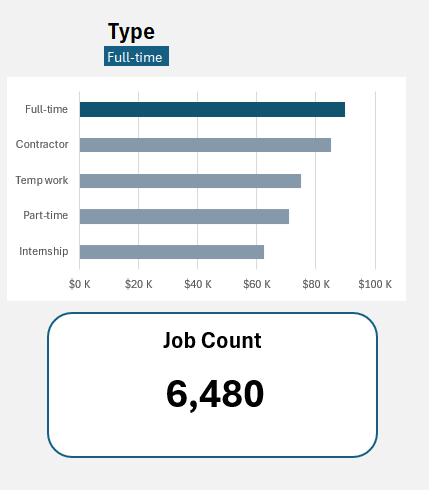 Type
Full-time
Full-time
Contractor
Temp work
Part-time
Internship
$0 K $20 K $40 K $60 K $80 K $100 K
Job Count
6,480